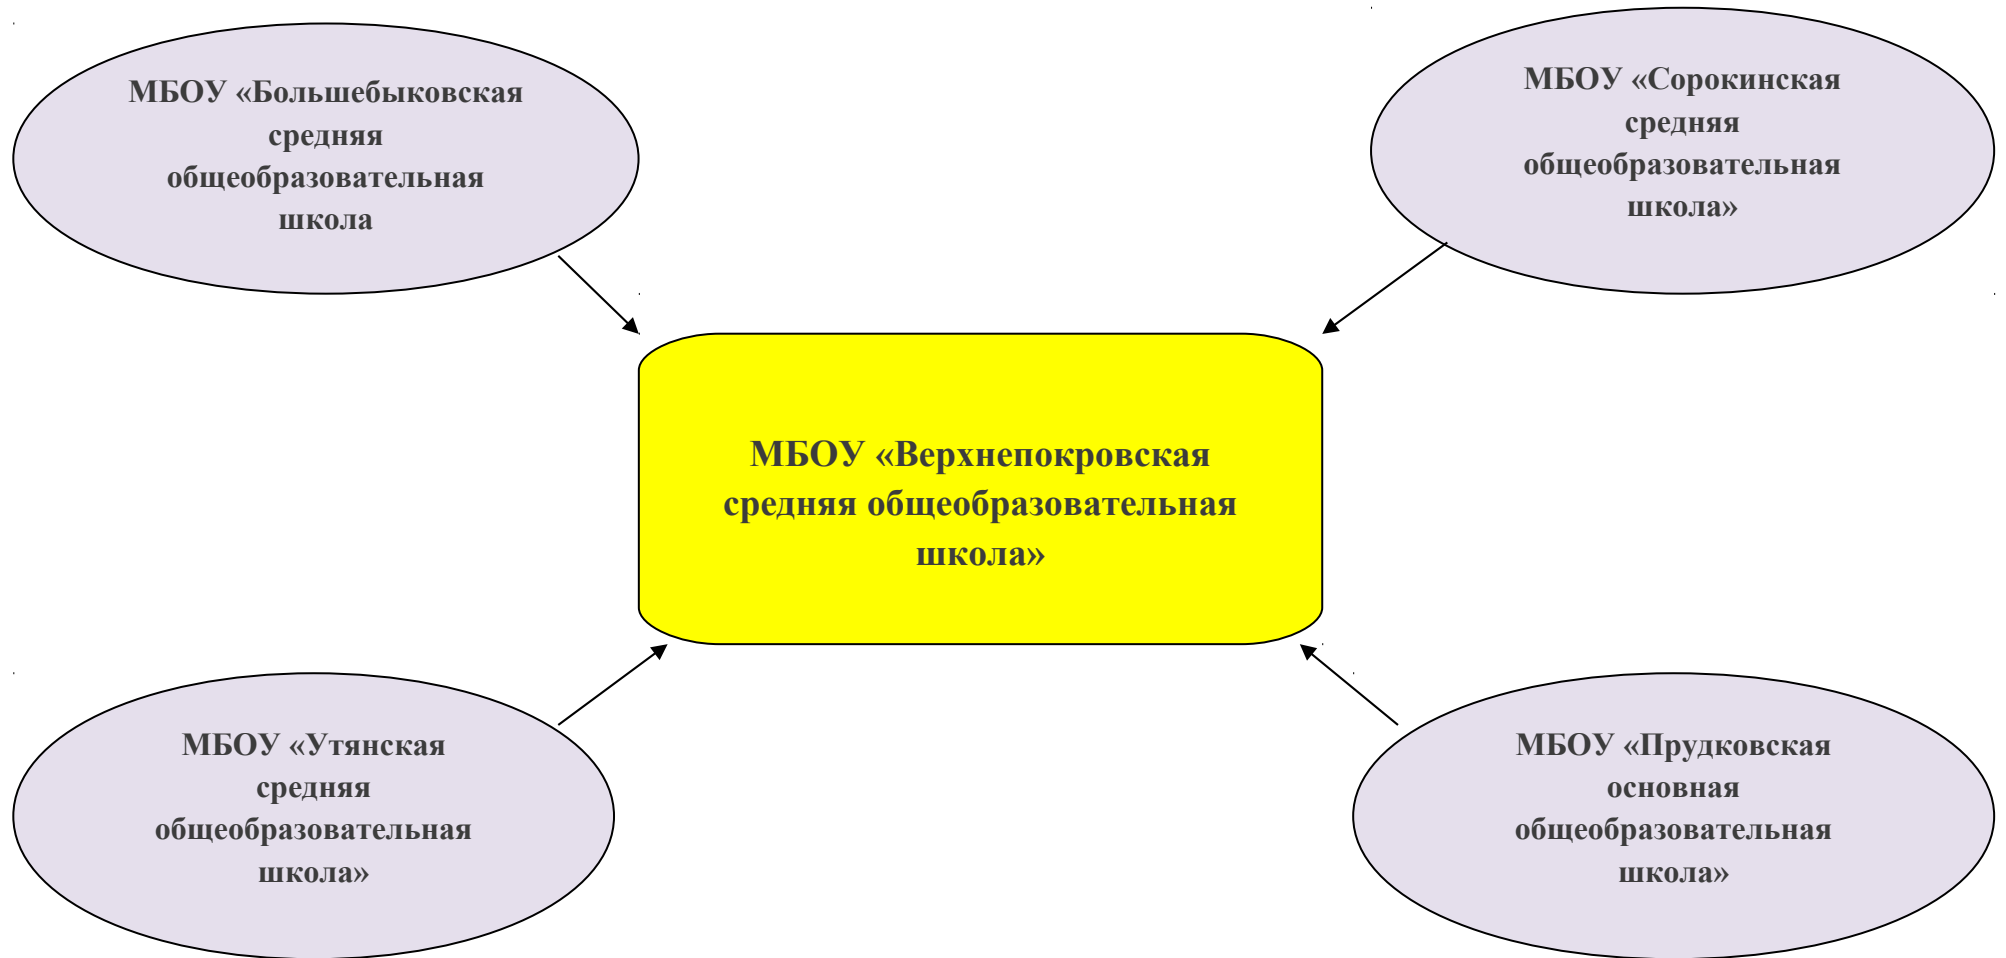 МБОУ «Большебыковская
средняя
общеобразовательная
школа
МБОУ «Сорокинская
средняя
общеобразовательная
школа»
МБОУ «Верхнепокровская
средняя общеобразовательная
школа»
МБОУ «Утянская
средняя
общеобразовательная
школа»
МБОУ «Прудковская
основная
общеобразовательная
школа»